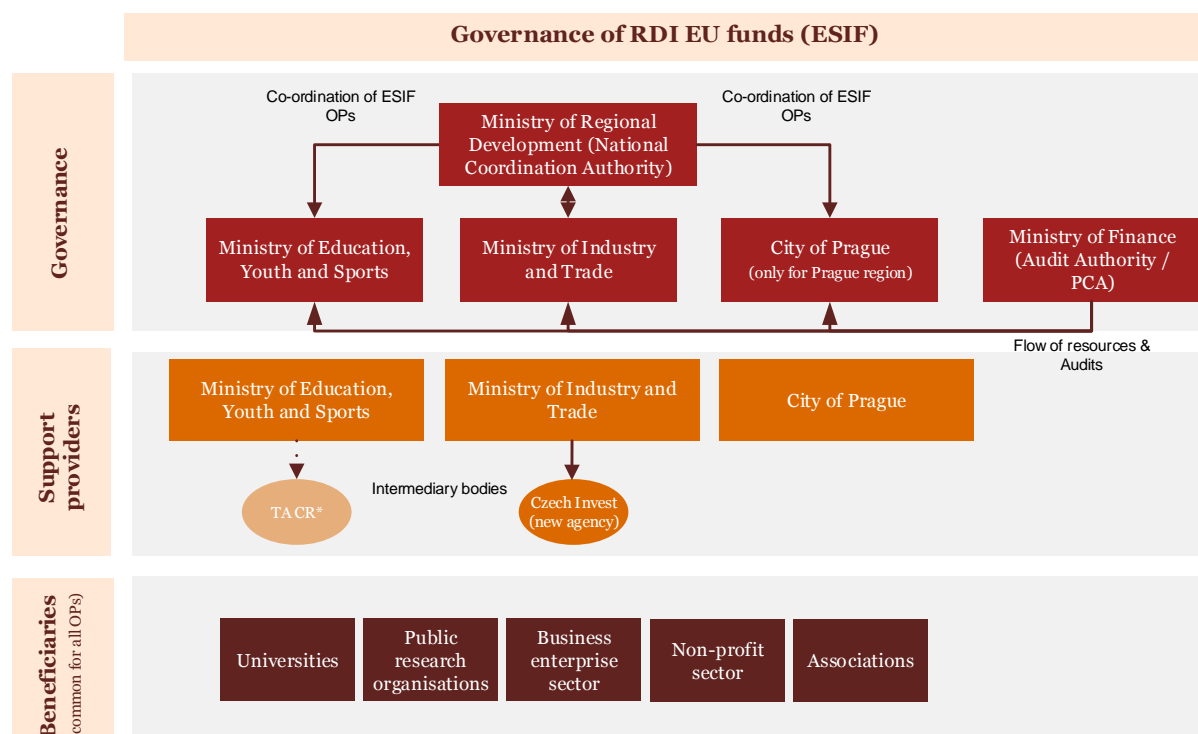 Governance of RDI EU funds (ESIF)
Governance
Co-ordination of ESIF
OPs
Ministry of Regional
Development (National
Coordination Authority)
Co-ordination of ESIF
OPs
Ministry of Education,
Youth and Sports
Ministry of Industry
and Trade
City of Prague
(only for Prague region)
Ministry of Finance
(Audit Authority /
PCA)
Flow of resources &
Audits
Support
providers
Ministry of Education,
Youth and Sports
Ministry of Industry and
Trade
City of Prague
TACR*
Intermediary bodies
Czech Invest
(new agency)
Beneficiaries
common for all OPs)
Universities
Public
research
organisations
Business
enterprise
sector
Non-profit
sector
Associations